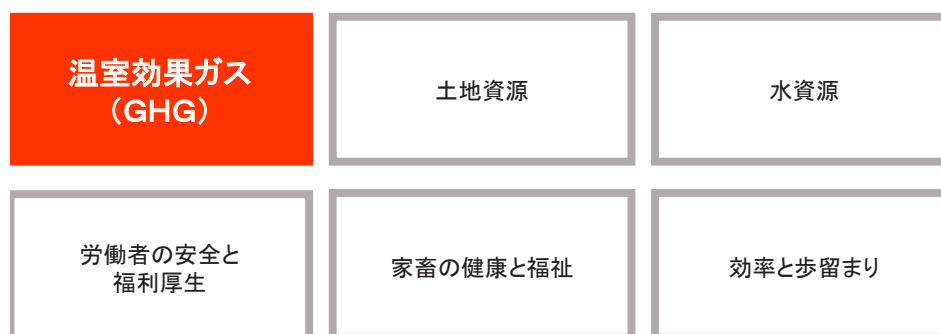 温室効果ガス
（GHG）
土地資源
水資源
労働者の安全と
福利厚生
家畜の健康と福祉
効率と歩留まり